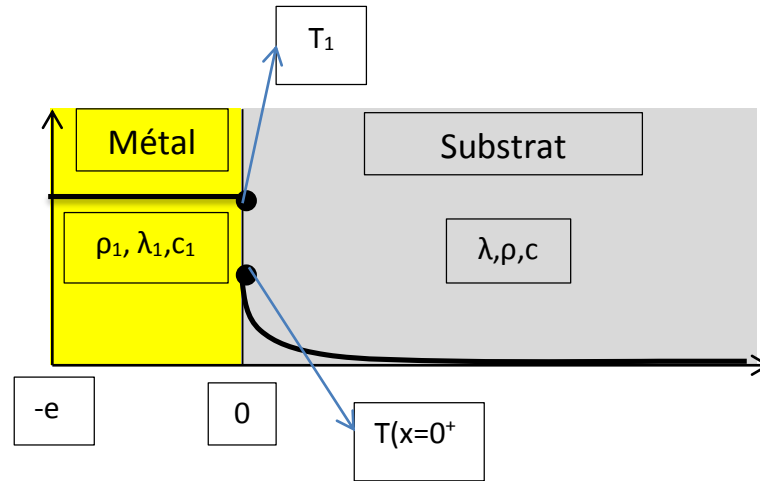 T₁
Métal
Substrat
ρ₁, λ₁,c₁
λ,ρ,c
-e
0
T(x=0⁺